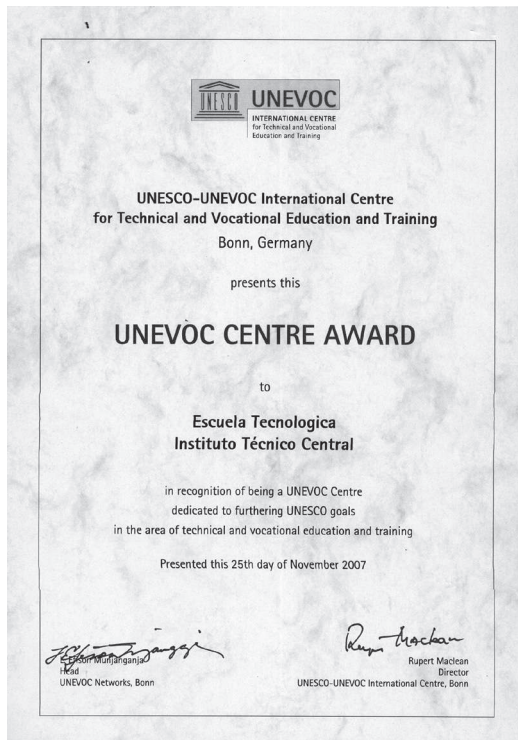 UNESCO
UNEVOC
INTERNATIONAL CENTRE
for Technical and Vocational
Education and Training
UNESCO-UNEVOC International Centre
for Technical and Vocational Education and Training
Bonn, Germany
presents this
UNEVOC CENTRE AWARD
to
Escuela Tecnologica
Instituto Técnico Central
in recognition of being a UNEVOC Centre
dedicated to furthering UNESCO goals
in the area of technical and vocational education and training
Presented this 25th day of November 2007
Munjanganja
Head
UNEVOC Networks, Bonn
Rupert Maclean
Director
UNESCO-UNEVOC International Centre, Bonn